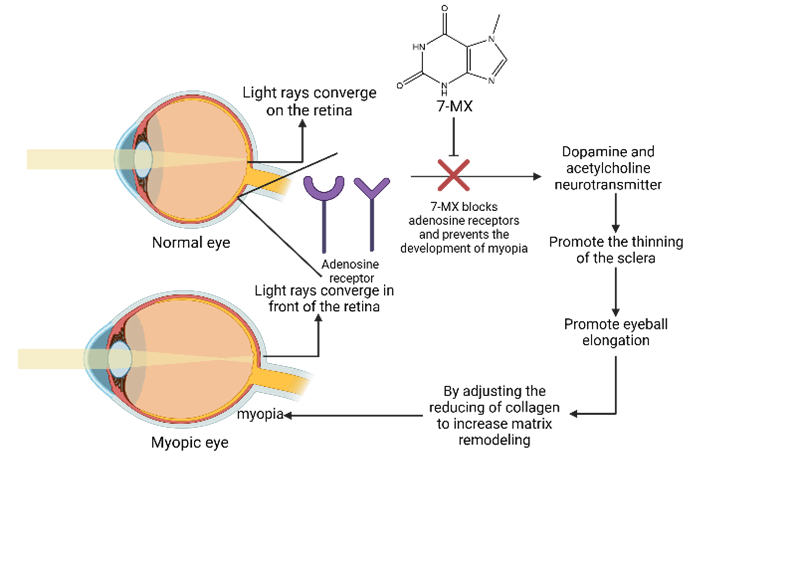 O
HN
N
O
N
H
N
7-MX
Light rays converge
on the retina
Normal eye
Adenosine
receptor
7-MX blocks
adenosine receptors
and prevents the
development of myopia
Dopamine and
acetylcholine
neurotransmitter
Promote the thinning
of the sclera
Promote eyeball
elongation
By adjusting the
reducing of collagen
to increase matrix
remodeling
Light rays converge in
front of the retina
myopia
Myopic eye